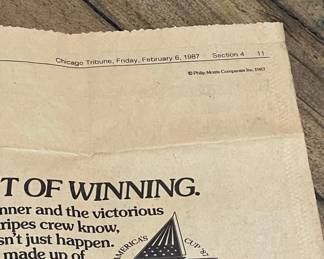 Chicago Tribune, Friday, February 6, 1987 Section 4 11
© Philip Morris Companies Inc. 1987
T OF WINNING.
nner and the victorious
ripes crew know,
sn't just happen.
made up of
AMERICA'S CUP '87